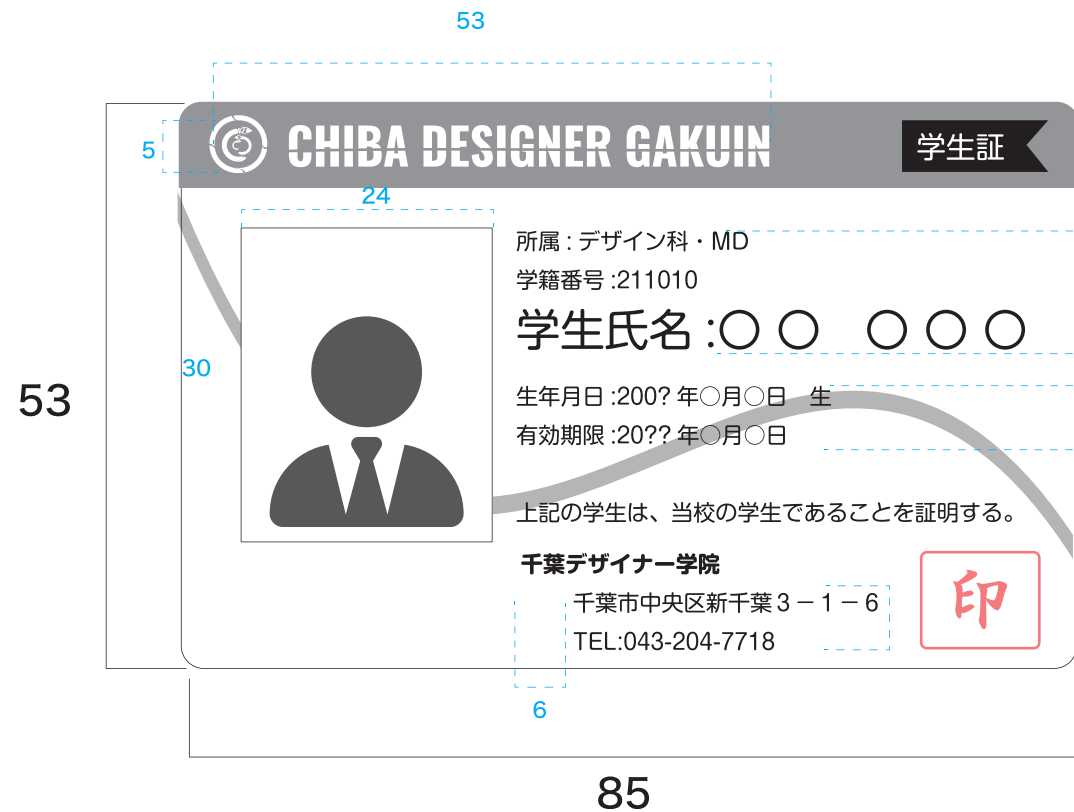 53
5
CHIBA DESIGNER GAKUIN
学生証
24
所属 : デザイン科・MD
学籍番号 :211010
学生氏名 :○ ○　○ ○ ○
30
53
生年月日 :200? 年○月○日　生
有効期限 :20?? 年○月○日
上記の学生は、当校の学生であることを証明する。
千葉デザイナー学院
千葉市中央区新千葉３－１－６
TEL:043-204-7718
印
6
85